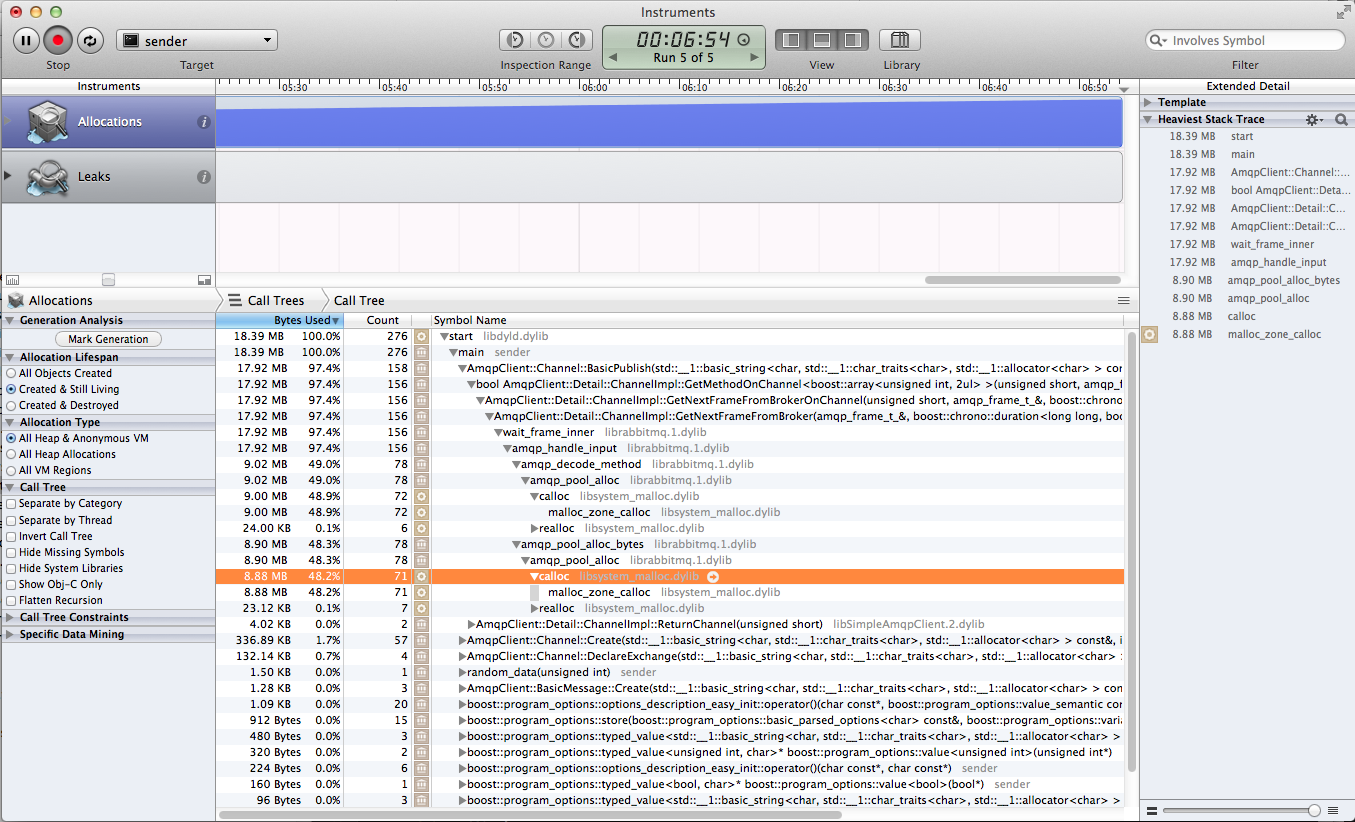 Instruments
sender
00:06:54
Run 5 of 5
Involves Symbol
Stop Target Inspection Range View Library Filter
Instruments 05:30 05:40 05:50 06:00 06:10 06:20 06:30 06:40 06:50 Extended Detail
Allocations
Leaks
Template
Heaviest Stack Trace
18.39 MB start
18.39 MB main
17.92 MB AmqpClient::Channel::...
17.92 MB bool AmqpClient::Deta...
17.92 MB AmqpClient::Detail::C...
17.92 MB AmqpClient::Detail::C...
17.92 MB wait_frame_inner
17.92 MB amqp_handle_input
8.90 MB amqp_pool_alloc_bytes
8.90 MB amqp_pool_alloc
8.88 MB calloc
8.88 MB malloc_zone_calloc
Allocations Call Trees Call Tree
Generation Analysis
Mark Generation
Allocation Lifespan
All Objects Created
Created & Still Living
Created & Destroyed
Allocation Type
All Heap & Anonymous VM
All Heap Allocations
All VM Regions
Call Tree
Separate by Category
Separate by Thread
Invert Call Tree
Hide Missing Symbols
Hide System Libraries
Show Obj-C Only
Flatten Recursion
Call Tree Constraints
Specific Data Mining
Bytes Used Count Symbol Name
18.39 MB 100.0% 276 start libdyld.dylib
18.39 MB 100.0% 276 main sender
17.92 MB 97.4% 158 AmqpClient::Channel::BasicPublish(std::__1::basic_string<char, std::__1::char_traits<char>, std::__1::allocator<char> > con
17.92 MB 97.4% 156 bool AmqpClient::Detail::ChannelImpl::GetMethodOnChannel<boost::array<unsigned int, 2ul> >(unsigned short, amqp_f
17.92 MB 97.4% 156 AmqpClient::Detail::ChannelImpl::GetNextFrameFromBrokerOnChannel(unsigned short, amqp_frame_t_&, boost::chrono
17.92 MB 97.4% 156 AmqpClient::Detail::ChannelImpl::GetNextFrameFromBroker(amqp_frame_t_&, boost::chrono::duration<long long, boo
17.92 MB 97.4% 156 wait_frame_inner librabbitmq.1.dylib
17.92 MB 97.4% 156 amqp_handle_input librabbitmq.1.dylib
9.02 MB 49.0% 78 amqp_decode_method librabbitmq.1.dylib
9.02 MB 49.0% 78 amqp_pool_alloc librabbitmq.1.dylib
9.00 MB 48.9% 72 calloc libsystem_malloc.dylib
9.00 MB 48.9% 72 malloc_zone_calloc libsystem_malloc.dylib
24.00 KB 0.1% 6 realloc libsystem_malloc.dylib
8.90 MB 48.3% 78 amqp_pool_alloc_bytes librabbitmq.1.dylib
8.90 MB 48.3% 78 amqp_pool_alloc librabbitmq.1.dylib
8.88 MB 48.2% 71 calloc libsystem_malloc.dylib
8.88 MB 48.2% 71 malloc_zone_calloc libsystem_malloc.dylib
23.12 KB 0.1% 7 realloc libsystem_malloc.dylib
4.02 KB 0.0% 2 AmqpClient::Detail::ChannelImpl::ReturnChannel(unsigned short) libSimpleAmqpClient.2.dylib
336.89 KB 1.7% 57 AmqpClient::Channel::Create(std::__1::basic_string<char, std::__1::char_traits<char>, std::__1::allocator<char> > const&, i
132.14 KB 0.7% 4 AmqpClient::Channel::DeclareExchange(std::__1::basic_string<char, std::__1::char_traits<char>, std::__1::allocator<char> >
1.50 KB 0.0% 1 random_data(unsigned int) sender
1.28 KB 0.0% 3 AmqpClient::BasicMessage::Create(std::__1::basic_string<char, std::__1::char_traits<char>, std::__1::allocator<char> > con
1.09 KB 0.0% 20 boost::program_options::options_description_easy_init::operator()(char const*, boost::program_options::value_semantic con
912 Bytes 0.0% 15 boost::program_options::store(boost::program_options::basic_parsed_options<char> const&, boost::program_options::varia
480 Bytes 0.0% 3 boost::program_options::typed_value<std::__1::basic_string<char, std::__1::char_traits<char>, std::__1::allocator<char> >
320 Bytes 0.0% 2 boost::program_options::typed_value<unsigned int, char>* boost::program_options::value<unsigned int>(unsigned int*)
224 Bytes 0.0% 6 boost::program_options::options_description_easy_init::operator()(char const*, char const*) sender
160 Bytes 0.0% 1 boost::program_options::typed_value<bool, char>* boost::program_options::value<bool>(bool*) sender
96 Bytes 0.0% 3 boost::program_options::typed_value<std::__1::basic_string<char, std::__1::char_traits<char>, std::__1::allocator<char> >